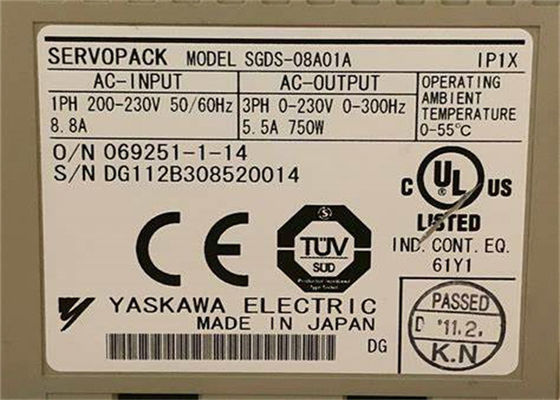 SERVOPACK MODEL SGDS-08A01A IP1X
AC-INPUT
1PH 200-230V 50/60Hz
8.8A
AC-OUTPUT
3PH 0-230V 0-300Hz
5.5A 750W
OPERATING
AMBIENT
TEMPERATURE
0-55°C
O/N 069251-1-14
S/N DG112B308520014
C UL US
LISTED
IND. CONT. EQ.
61Y1
CE
S
TÜV
SÜD
Production monitored
YASKAWA ELECTRIC
MADE IN JAPAN
DG
PASSED
D '11.2.
K.N